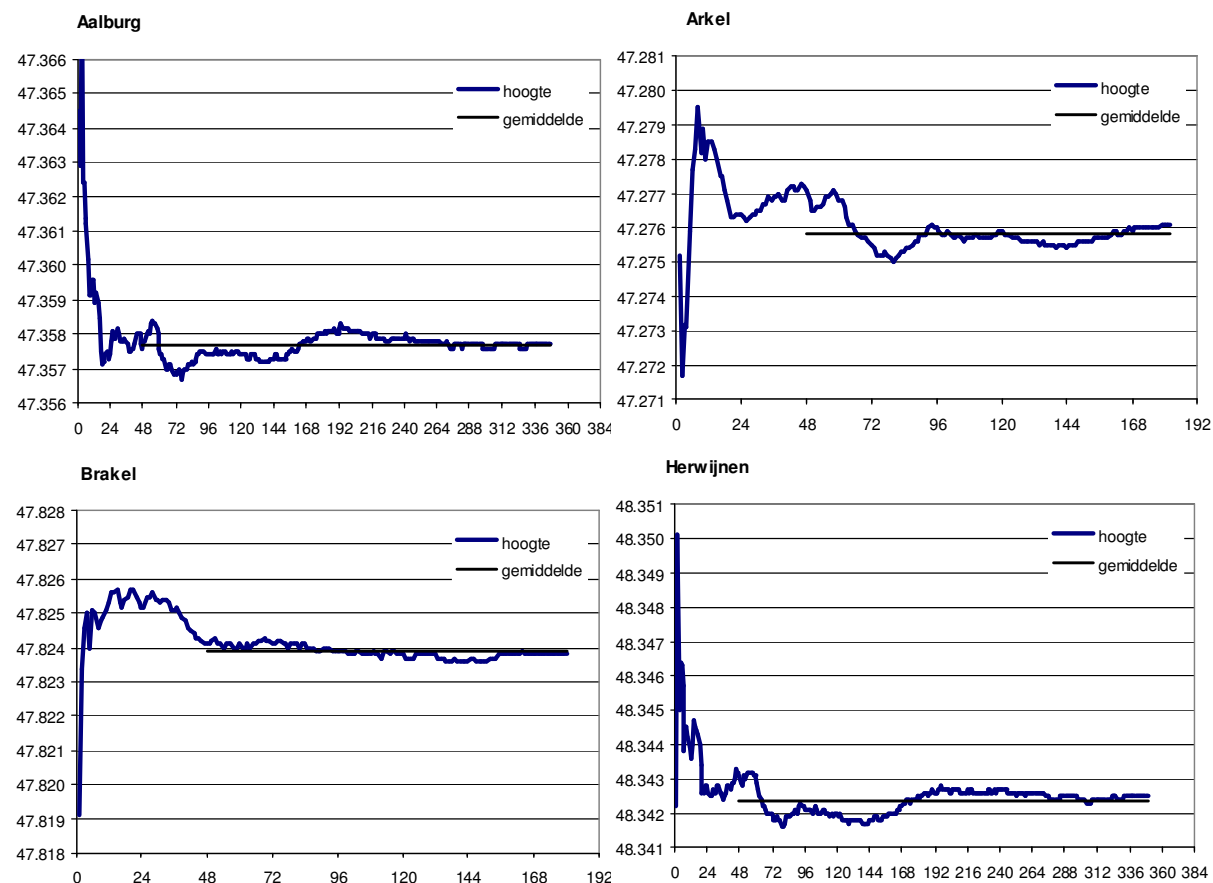 Aalburg
47.366
47.365
47.364
47.363
47.362
47.361
47.360
47.359
47.358
47.357
47.356
hoogte
gemiddelde
0 24 48 72 96 120 144 168 192 216 240 264 288 312 336 360 384
Arkel
47.281
47.280
47.279
47.278
47.277
47.276
47.275
47.274
47.273
47.272
47.271
hoogte
gemiddelde
0 24 48 72 96 120 144 168 192
Brakel
47.828
47.827
47.826
47.825
47.824
47.823
47.822
47.821
47.820
47.819
47.818
hoogte
gemiddelde
0 24 48 72 96 120 144 168 192
Herwijnen
48.351
48.350
48.349
48.348
48.347
48.346
48.345
48.344
48.343
48.342
48.341
hoogte
gemiddelde
0 24 48 72 96 120 144 168 192 216 240 264 288 312 336 360 384